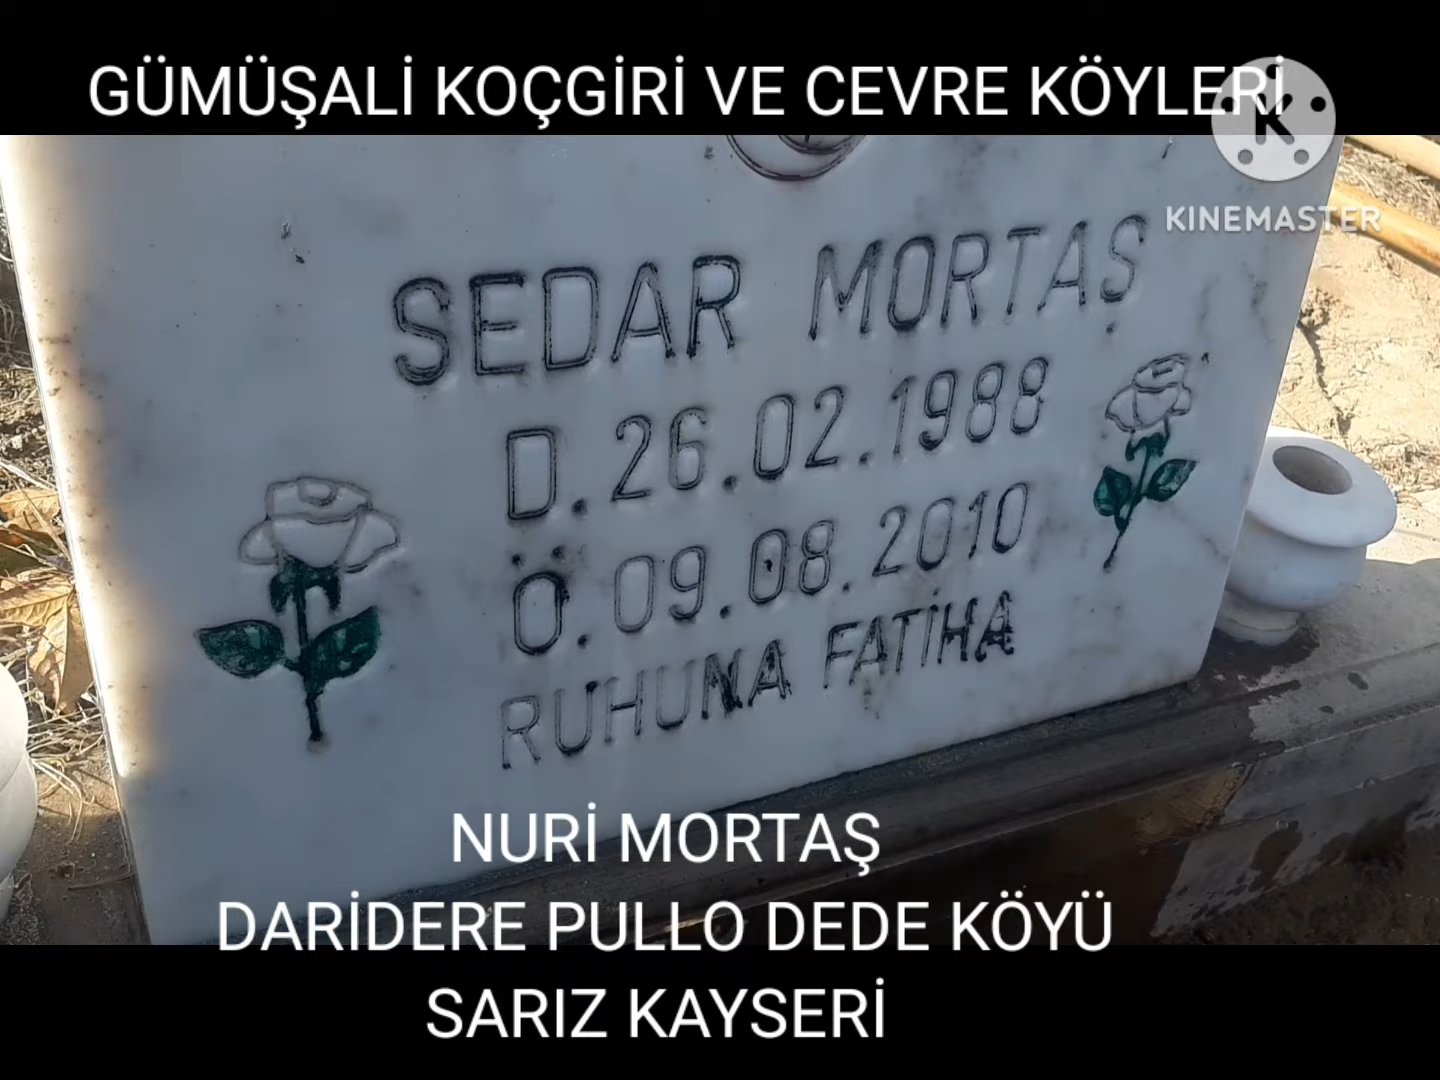 GÜMÜŞALİ KOÇGİRİ VE CEVRE KÖYLERİ
K
KINEMASTER
SEDAR MORTAŞ
D.26.02.1988
Ö.09.08.2010
RUHUNA FATİHA
NURİ MORTAŞ
DARİDERE PULLO DEDE KÖYÜ
SARIZ KAYSERİ